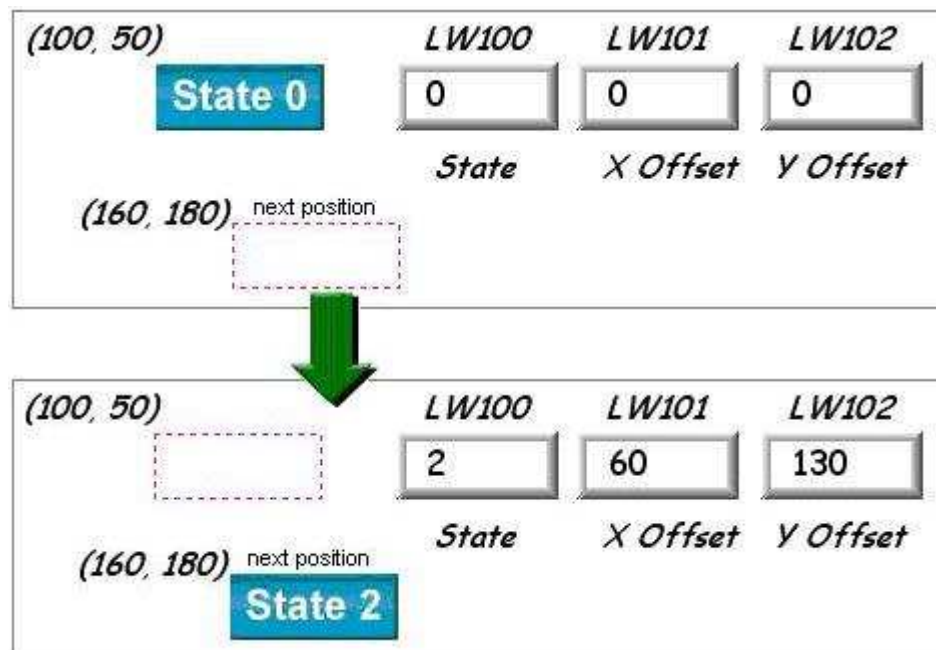 (100, 50) LW100 LW101 LW102
State 0 0 0 0
State X Offset Y Offset
(160, 180) next position
(100, 50) LW100 LW101 LW102
2 60 130
State X Offset Y Offset
(160, 180) next position
State 2